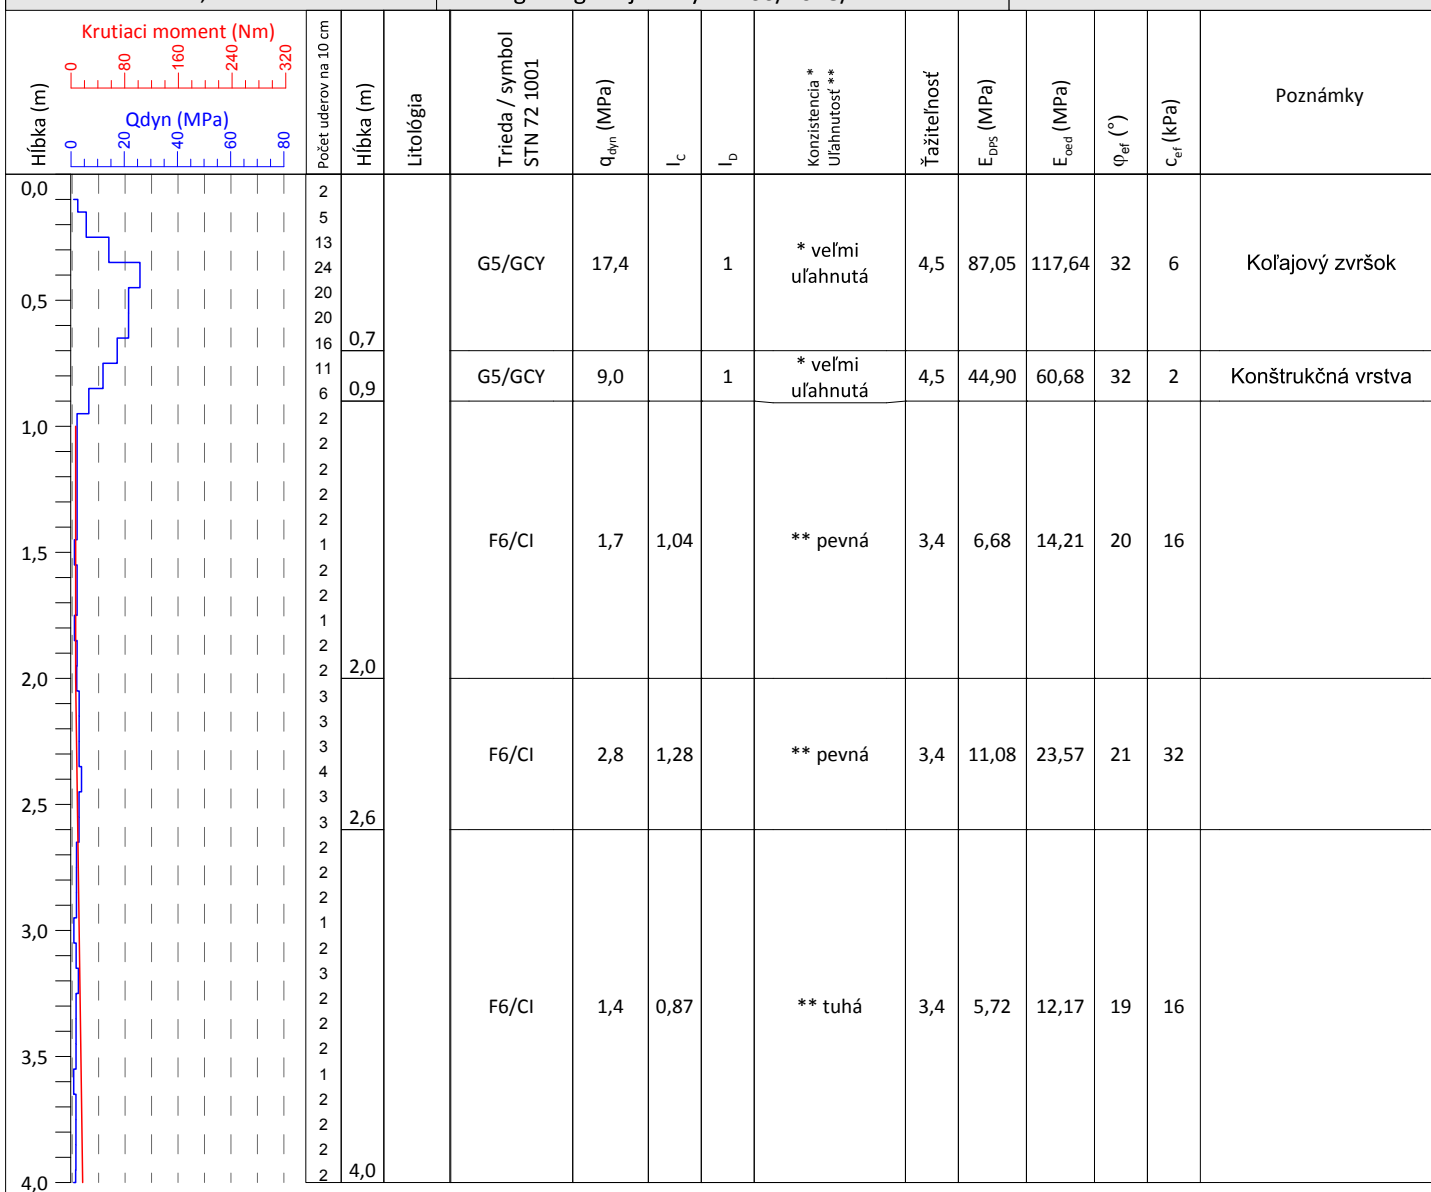 Krutiaci moment (Nm)
0 80 160 240 320
Qdyn (MPa)
0 20 40 60 80
Hĺbka (m)
Počet uderov na 10 cm
Hĺbka (m)
Litológia
Trieda / symbol
STN 72 1001
q dyn (MPa)
I C
I D
Konzistencia *
Uľahnutosť **
Ťažiteľnosť
E DPS (MPa)
E oed (MPa)
φ ef (°)
c ef (kPa)
Poznámky
0,0
0,5
1,0
1,5
2,0
2,5
3,0
3,5
4,0
2
5
13
24
20
20
16
11
6
2
2
2
2
2
1
2
2
1
2
2
3
3
3
4
3
3
2
2
2
1
2
3
2
2
2
1
2
2
2
2
0,7
G5/GCY 17,4 1 * veľmi uľahnutá 4,5 87,05 117,64 32 6 Koľajový zvršok
0,9
G5/GCY 9,0 1 * veľmi uľahnutá 4,5 44,90 60,68 32 2 Konštrukčná vrstva
2,0
F6/CI 1,7 1,04 ** pevná 3,4 6,68 14,21 20 16
2,6
F6/CI 2,8 1,28 ** pevná 3,4 11,08 23,57 21 32
4,0
F6/CI 1,4 0,87 ** tuhá 3,4 5,72 12,17 19 16